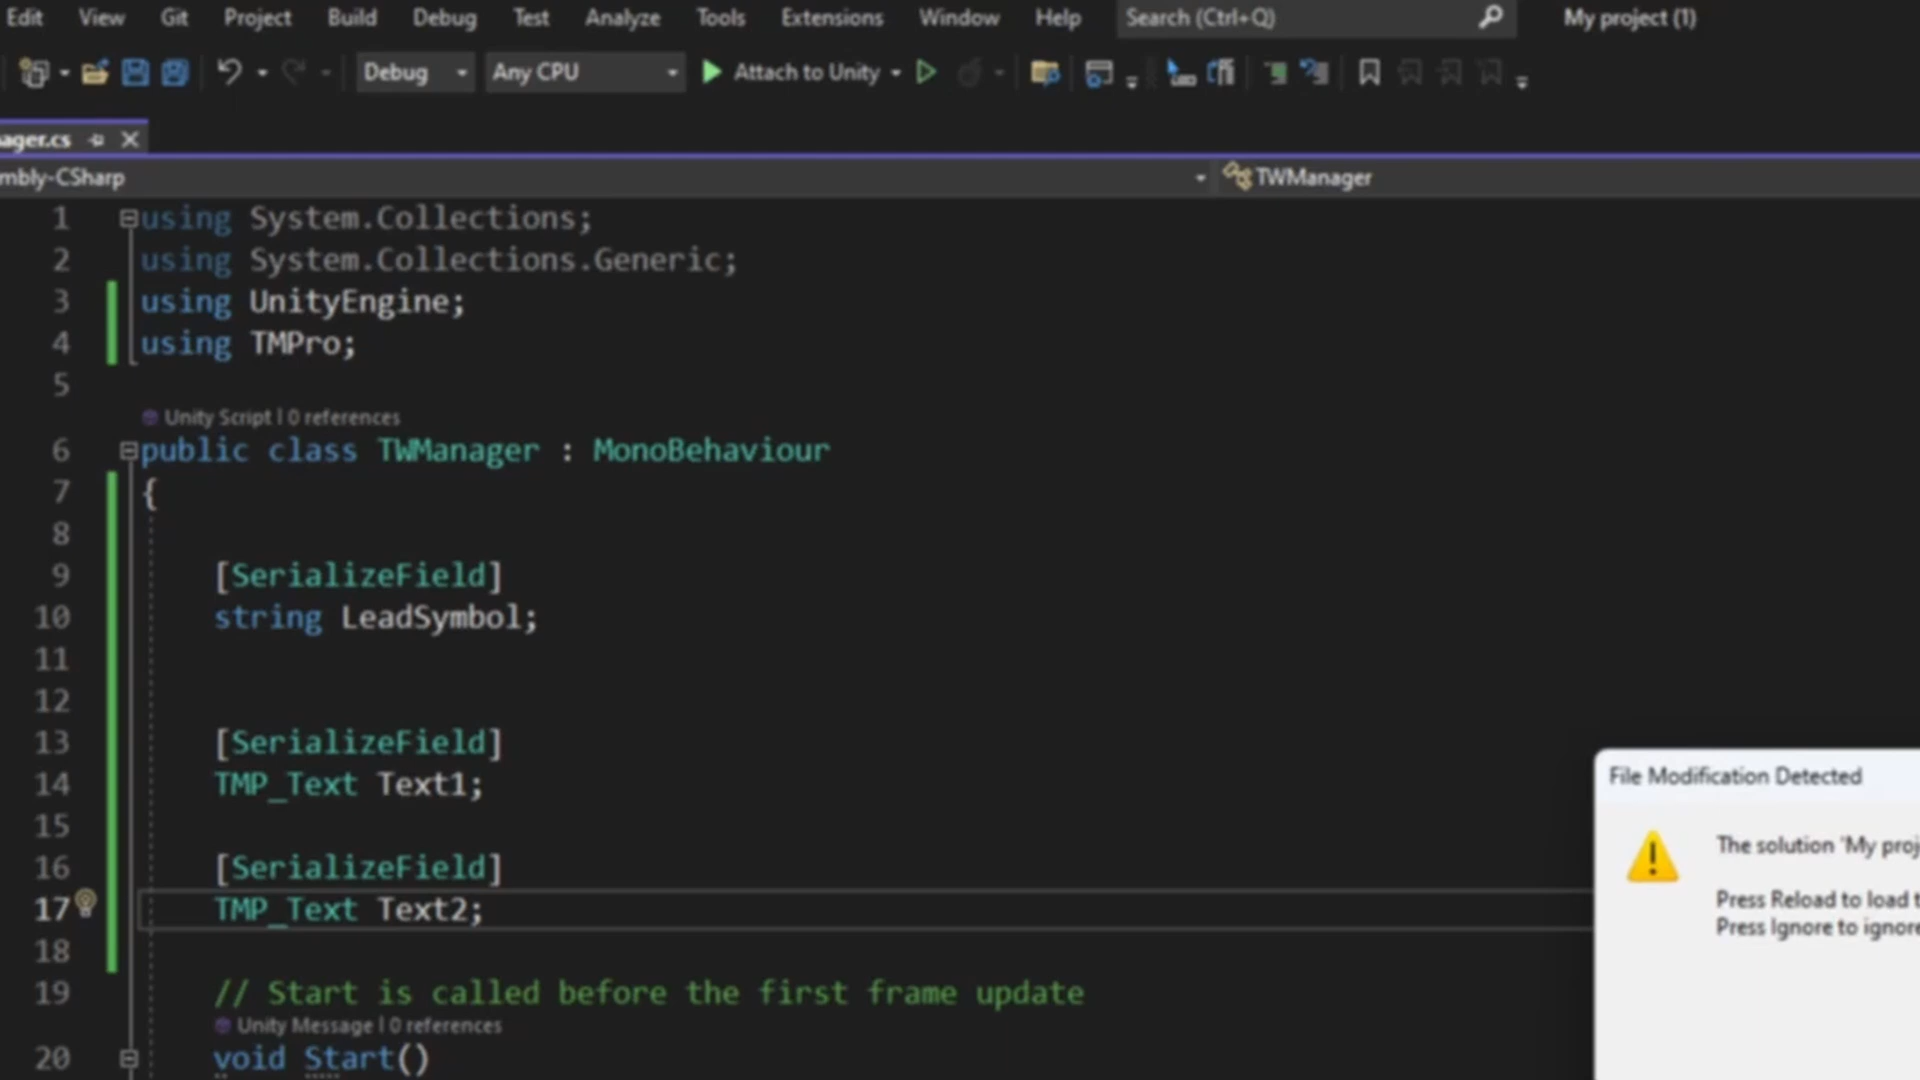 Edit View Git Project Build Debug Test Analyze Tools Extensions Window Help Search (Ctrl+Q) My project (1)
Debug Any CPU Attach to Unity
ager.cs
mbly-CSharp TWManager
1 using System.Collections;
2 using System.Collections.Generic;
3 using UnityEngine;
4 using TMPro;
5
Unity Script | 0 references
6 public class TWManager : MonoBehaviour
7 {
8
9 [SerializeField]
10 string LeadSymbol;
11
12
13 [SerializeField]
14 TMP_Text Text1;
15
16 [SerializeField]
17 TMP_Text Text2;
18
19 // Start is called before the first frame update
Unity Message | 0 references
20 void Start()
File Modification Detected
The solution 'My proj
Press Reload to load t
Press Ignore to ignore